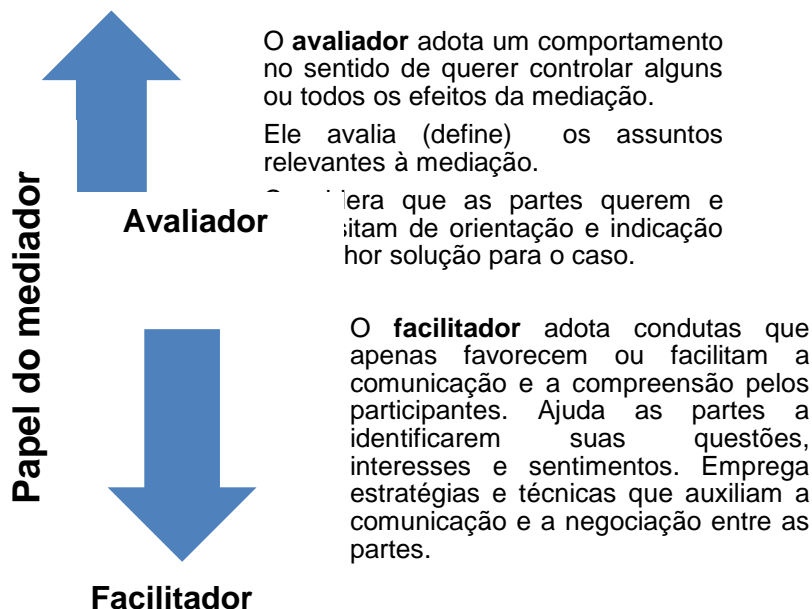 O avaliador adota um comportamento
no sentido de querer controlar alguns
ou todos os efeitos da mediação.
Ele avalia (define) os assuntos
relevantes à mediação.
que as partes querem e
de orientação e indicação
solução para o caso.
Avaliador
Papel do mediador
O facilitador adota condutas que
apenas favorecem ou facilitam a
comunicação e a compreensão pelos
participantes. Ajuda as partes a
identificarem suas questões,
interesses e sentimentos. Emprega
estratégias e técnicas que auxiliam a
comunicação e a negociação entre as
partes.
Facilitador